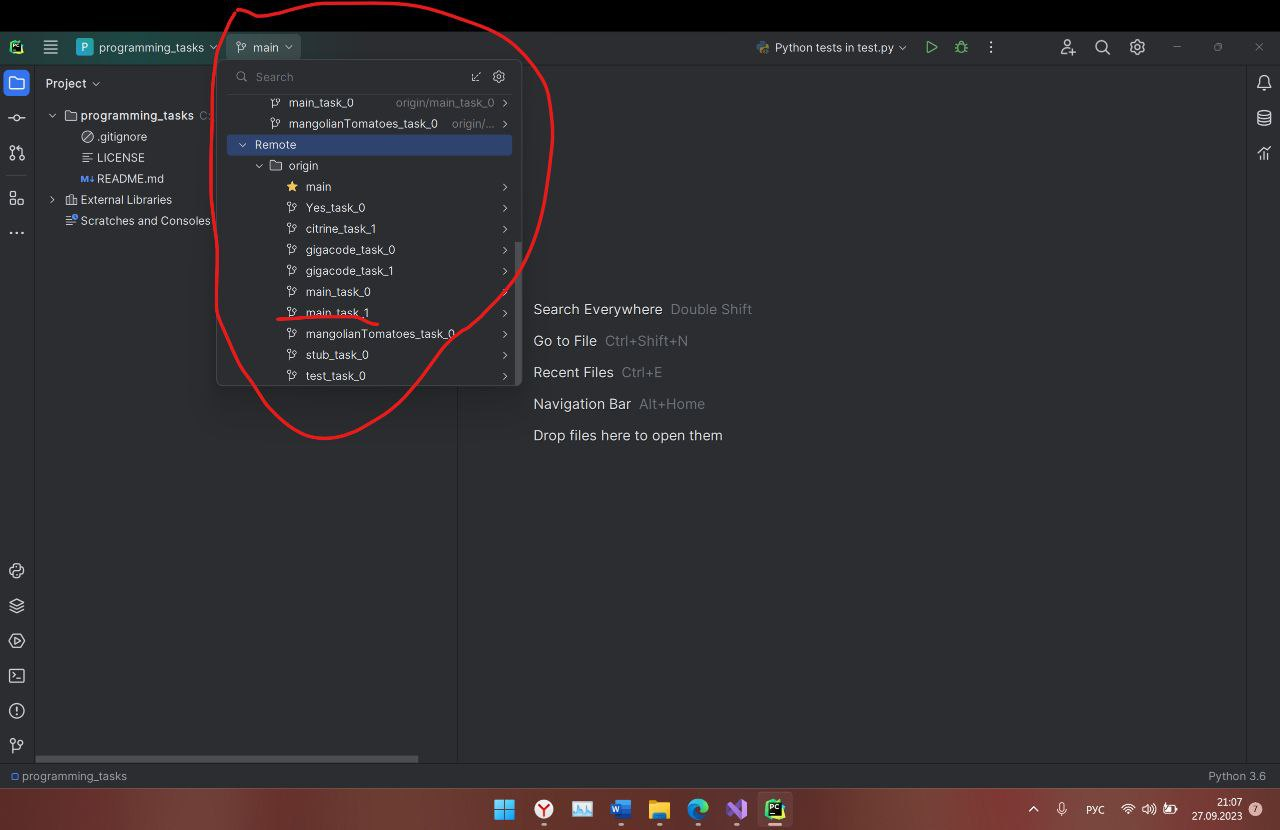 P programming_tasks main Python tests in test.py
Project
Search
programming_tasks C:
main_task_0 origin/main_task_0
mangolianTomatoes_task_0 origin/...
.gitignore
Remote
LICENSE
origin
M↓ README.md
main
External Libraries
Yes_task_0
Scratches and Consoles
citrine_task_1
gigacode_task_0
gigacode_task_1
main_task_0
main_task_1
mangolianTomatoes_task_0
stub_task_0
test_task_0
Search Everywhere Double Shift
Go to File Ctrl+Shift+N
Recent Files Ctrl+E
Navigation Bar Alt+Home
Drop files here to open them
programming_tasks
Python 3.6
РУС
21:07
27.09.2023
7